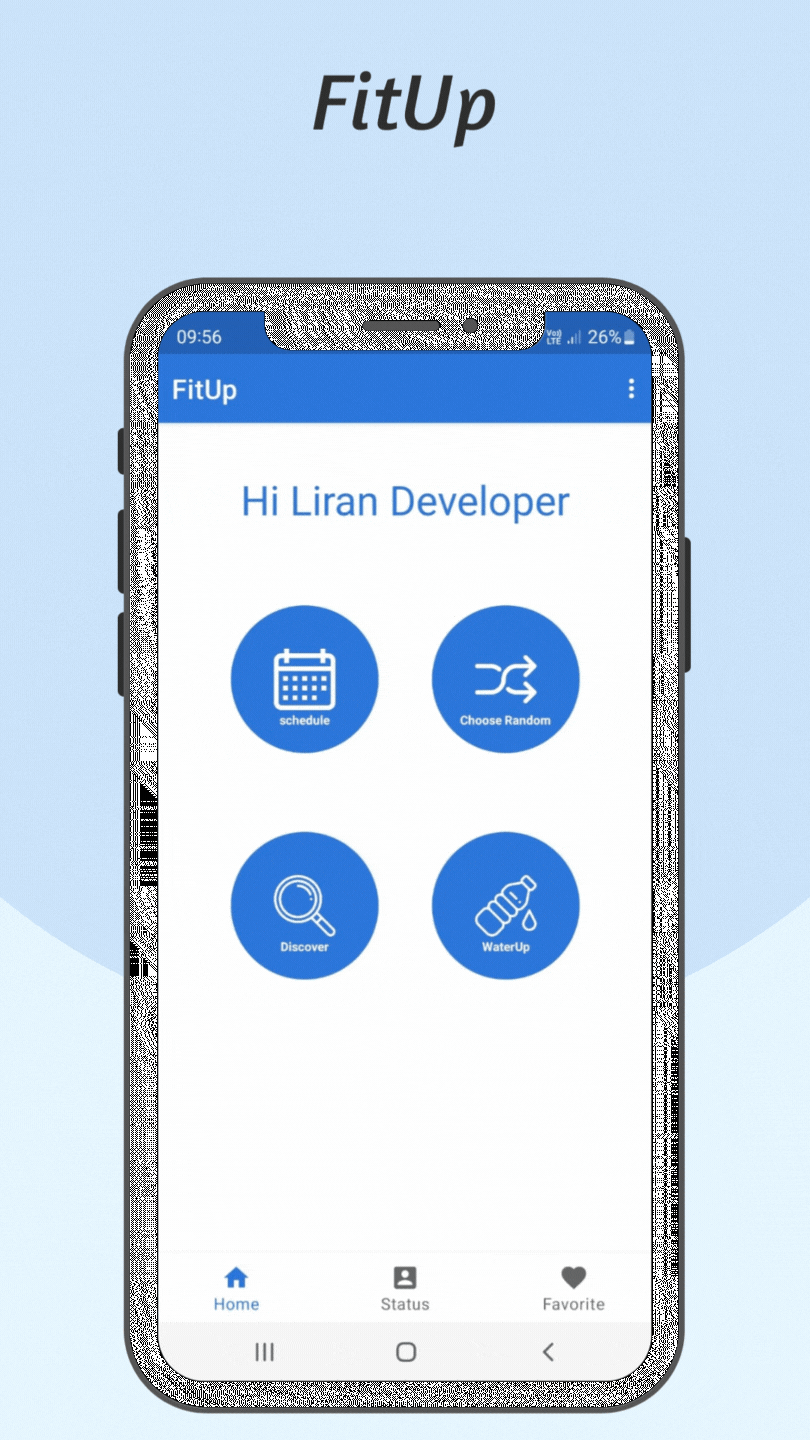 FitUp
09:56
Vo)) LTE 26%
FitUp
Hi Liran Developer
schedule
Choose Random
Discover
WaterUp
Home
Status
Favorite